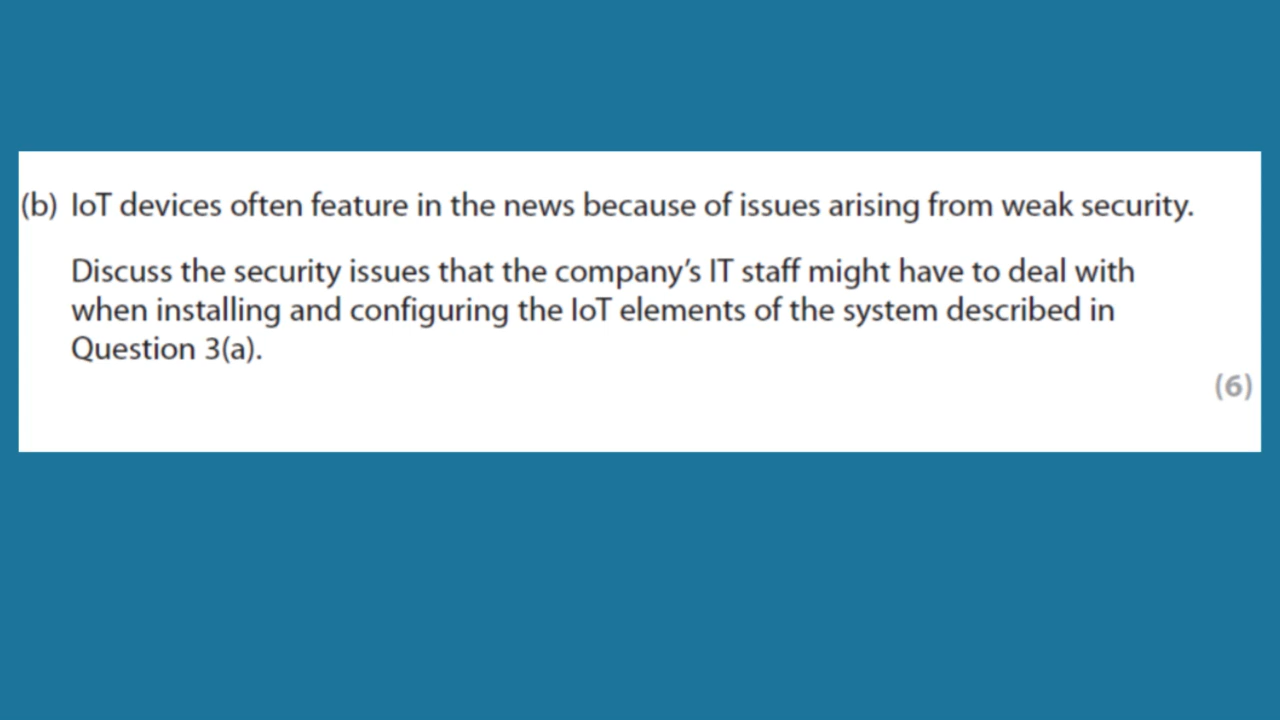 (b) IoT devices often feature in the news because of issues arising from weak security.
Discuss the security issues that the company's IT staff might have to deal with
when installing and configuring the IoT elements of the system described in
Question 3(a).
(6)